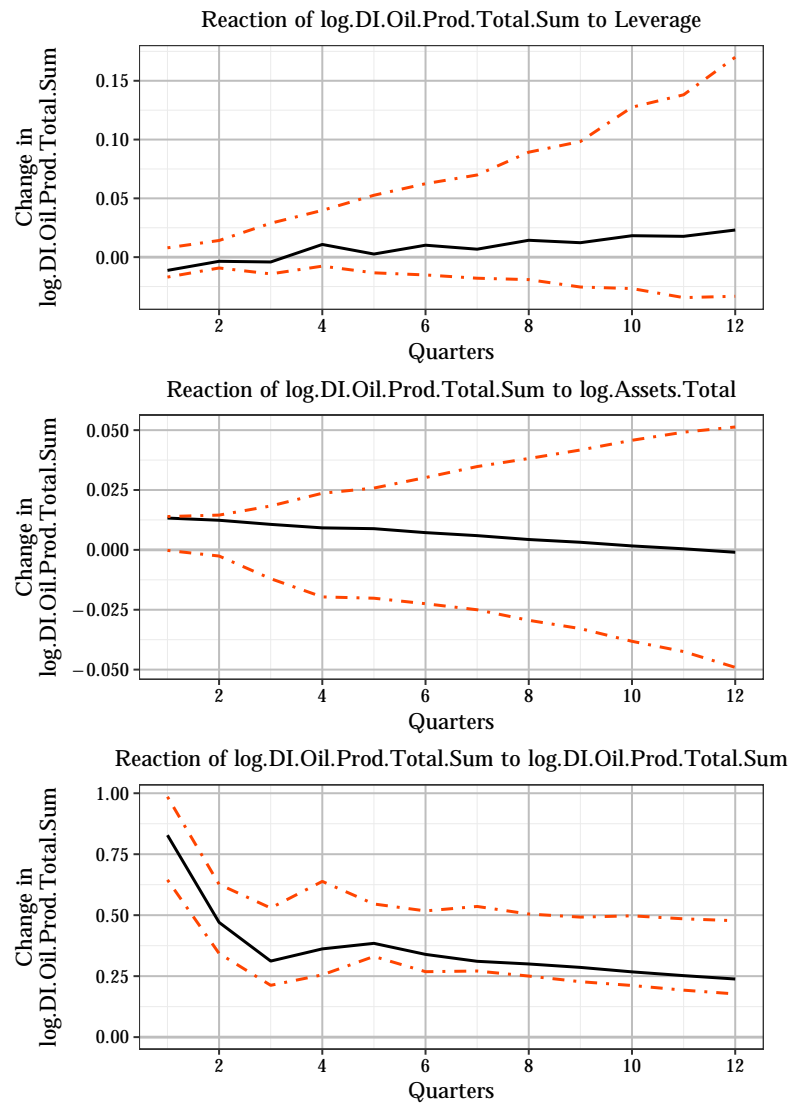 Reaction of log.DI.Oil.Prod.Total.Sum to Leverage
Change in
log.DI.Oil.Prod.Total.Sum
0.15
0.10
0.05
0.00
2 4 6 8 10 12
Quarters
Reaction of log.DI.Oil.Prod.Total.Sum to log.Assets.Total
Change in
log.DI.Oil.Prod.Total.Sum
0.050
0.025
0.000
−0.025
−0.050
2 4 6 8 10 12
Quarters
Reaction of log.DI.Oil.Prod.Total.Sum to log.DI.Oil.Prod.Total.Sum
Change in
log.DI.Oil.Prod.Total.Sum
1.00
0.75
0.50
0.25
0.00
2 4 6 8 10 12
Quarters